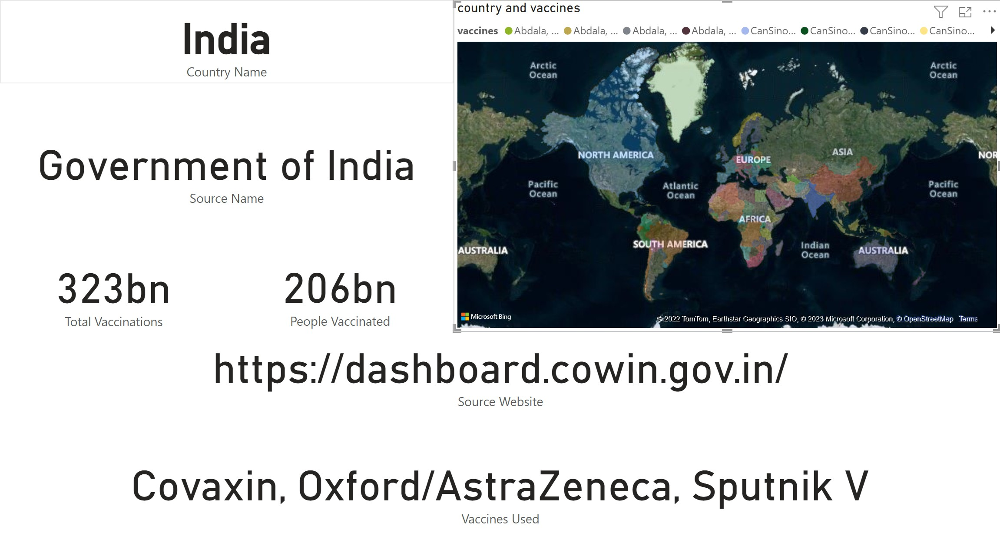 India
Country Name
Government of India
Source Name
323bn
Total Vaccinations
206bn
People Vaccinated
country and vaccines
vaccines Abdala, ... Abdala, ... Abdala, ... Abdala, ... CanSino... CanSino... CanSino... CanSino...
Arctic
Ocean
Arctic
Ocean
NORTH AMERICA
EUROPE
ASIA
NOR
Pacific
Ocean
Atlantic
Ocean
Pacific
Ocean
AFRICA
SOUTH AMERICA
Indian
Ocean
AUSTRALIA
AUSTRALIA
Microsoft Bing
© 2022 TomTom, Earthstar Geographics SIO, © 2023 Microsoft Corporation, © OpenStreetMap Terms
https://dashboard.cowin.gov.in/
Source Website
Covaxin, Oxford/AstraZeneca, Sputnik V
Vaccines Used